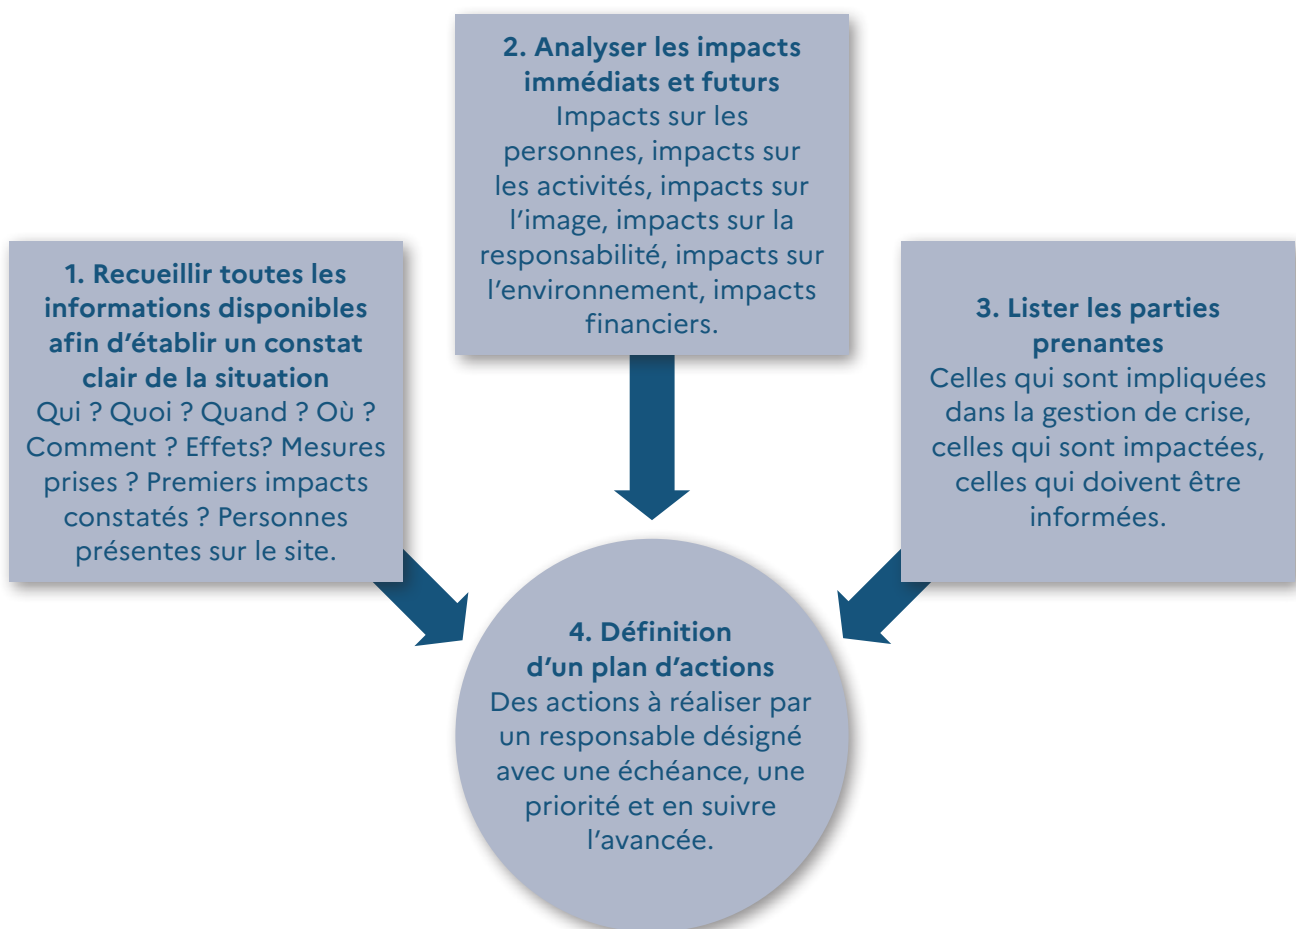 1. Recueillir toutes les
informations disponibles
afin d’établir un constat
clair de la situation
Qui ? Quoi ? Quand ? Où ?
Comment ? Effets? Mesures
prises ? Premiers impacts
constatés ? Personnes
présentes sur le site.
2. Analyser les impacts
immédiats et futurs
Impacts sur les
personnes, impacts sur
les activités, impacts sur
l’image, impacts sur la
responsabilité, impacts sur
l’environnement, impacts
financiers.
3. Lister les parties
prenantes
Celles qui sont impliquées
dans la gestion de crise,
celles qui sont impactées,
celles qui doivent être
informées.
4. Définition
d’un plan d’actions
Des actions à réaliser par
un responsable désigné
avec une échéance, une
priorité et en suivre
l’avancée.